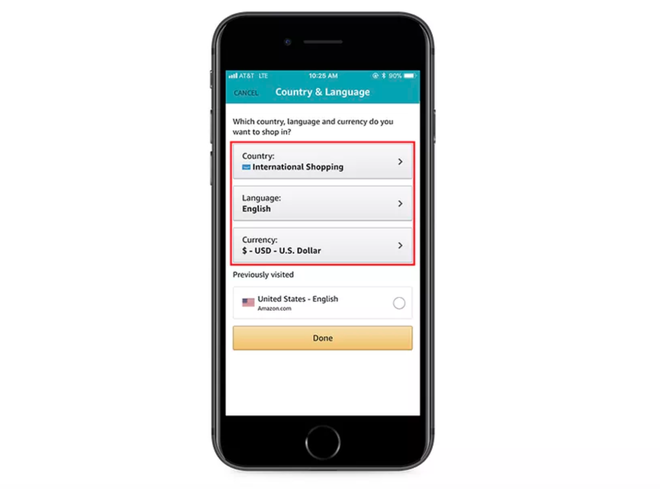 AT&T LTE 10:25 AM 90%
CANCEL Country & Language
Which country, language and currency do you
want to shop in?
Country:
International Shopping
Language:
English
Currency:
$ - USD - U.S. Dollar
Previously visited
United States - English
Amazon.com
Done